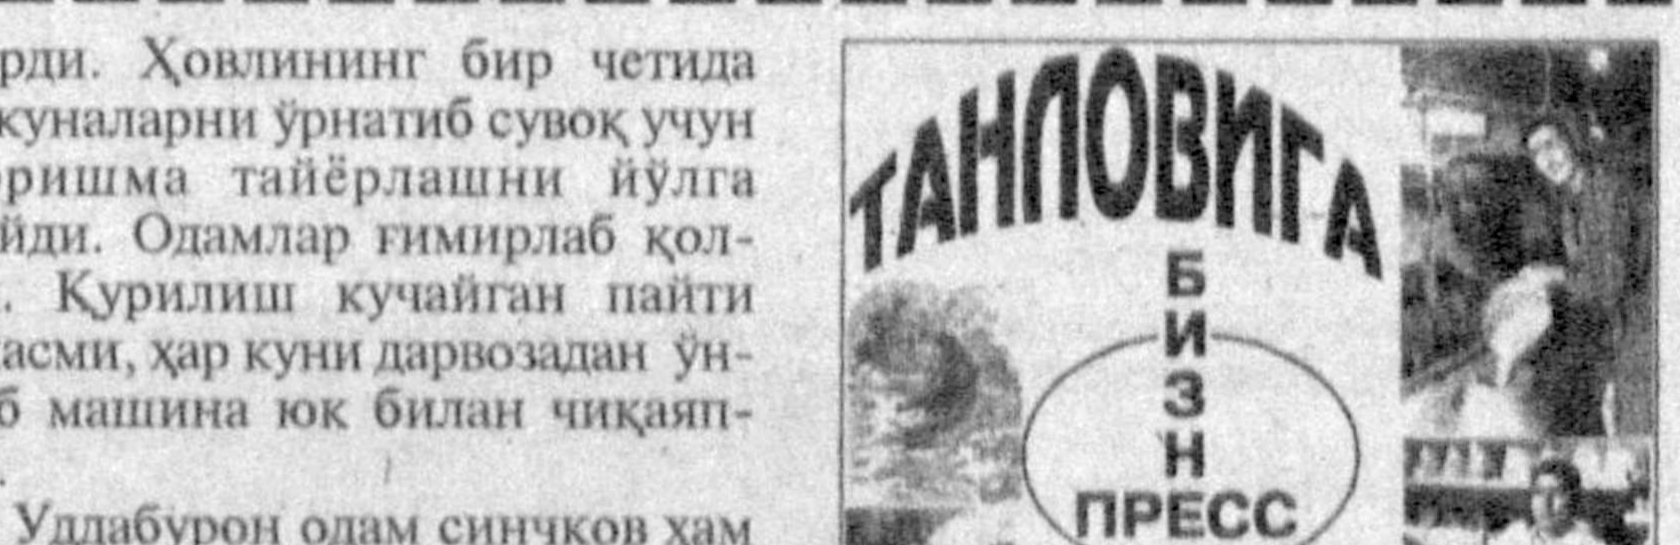 рди. Ҳовлининг бир четида
куналарни ўрнатиб сувоқ учун
ришма тайёрлашни йўлга
йди. Одамлар ғимирлаб қол-
. Қурилиш кучайган пайти
асми, ҳар куни дарвозадан ўн-
б машина юк билан чиқаяп-
Уддабурон одам синчков ҳам
ТАНЛОВИГА
Б
И
З
Н
ПРЕСС